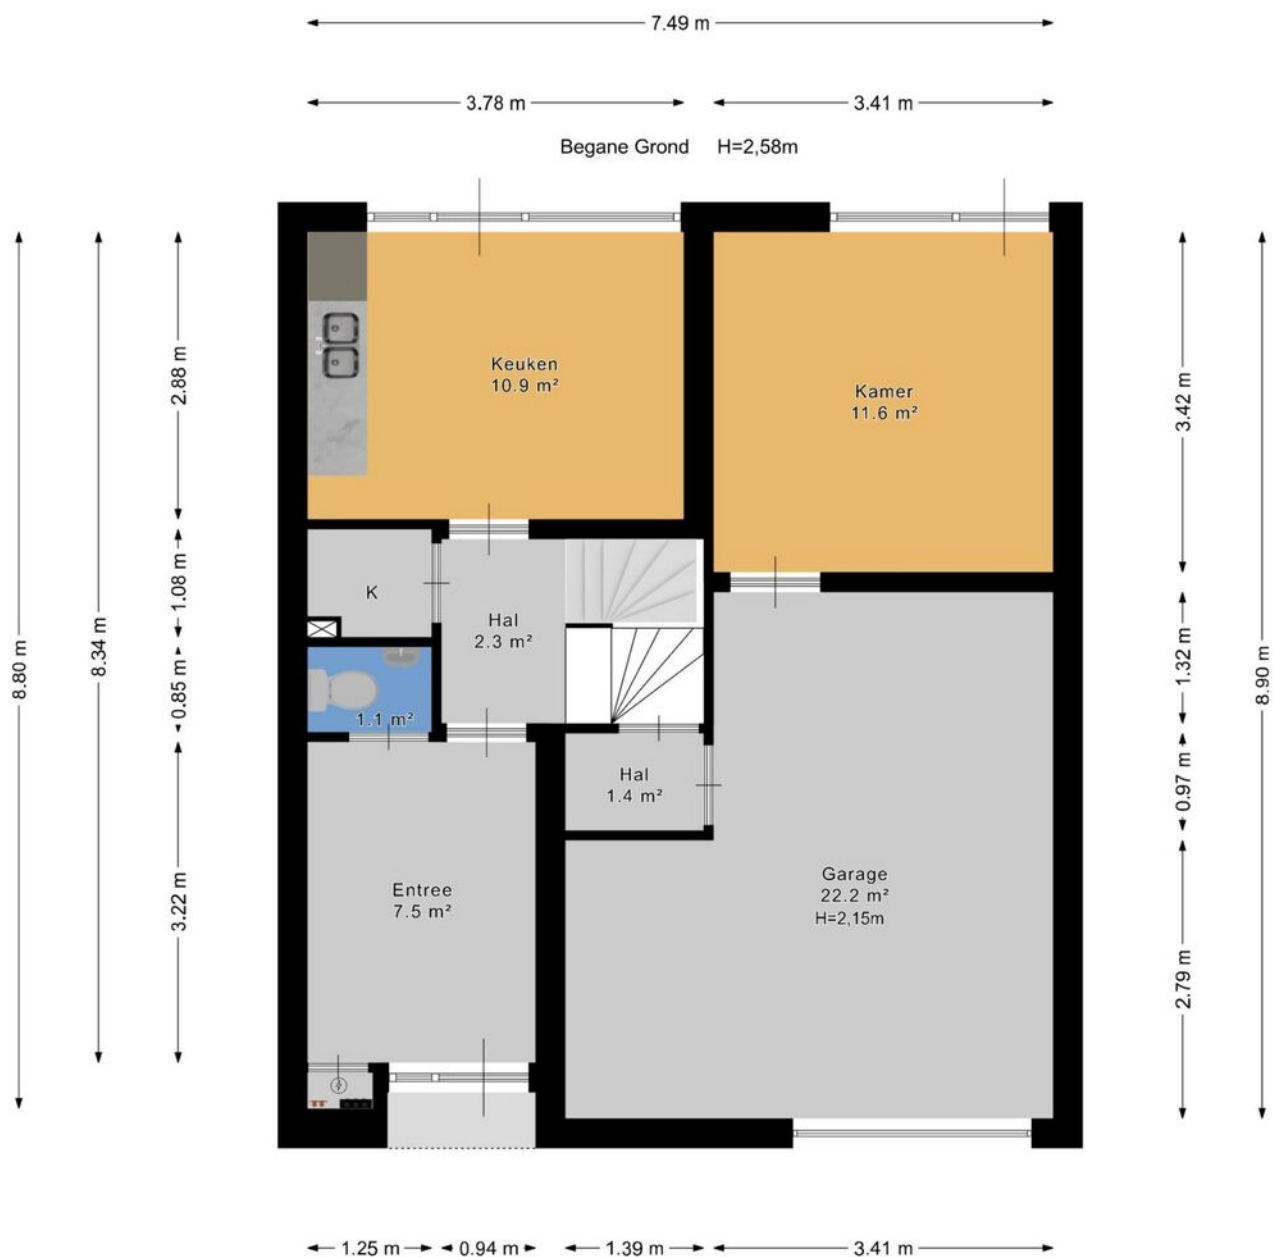 7.49 m
3.78 m
3.41 m
Begane Grond H=2,58m
8.80 m
8.34 m
2.88 m
1.08 m
0.85 m
3.22 m
Keuken
10.9 m²
Kamer
11.6 m²
K
Hal
2.3 m²
1.1 m²
Hal
1.4 m²
Entree
7.5 m²
Garage
22.2 m²
H=2,15m
3.42 m
1.32 m
0.97 m
2.79 m
8.90 m
1.25 m
0.94 m
1.39 m
3.41 m